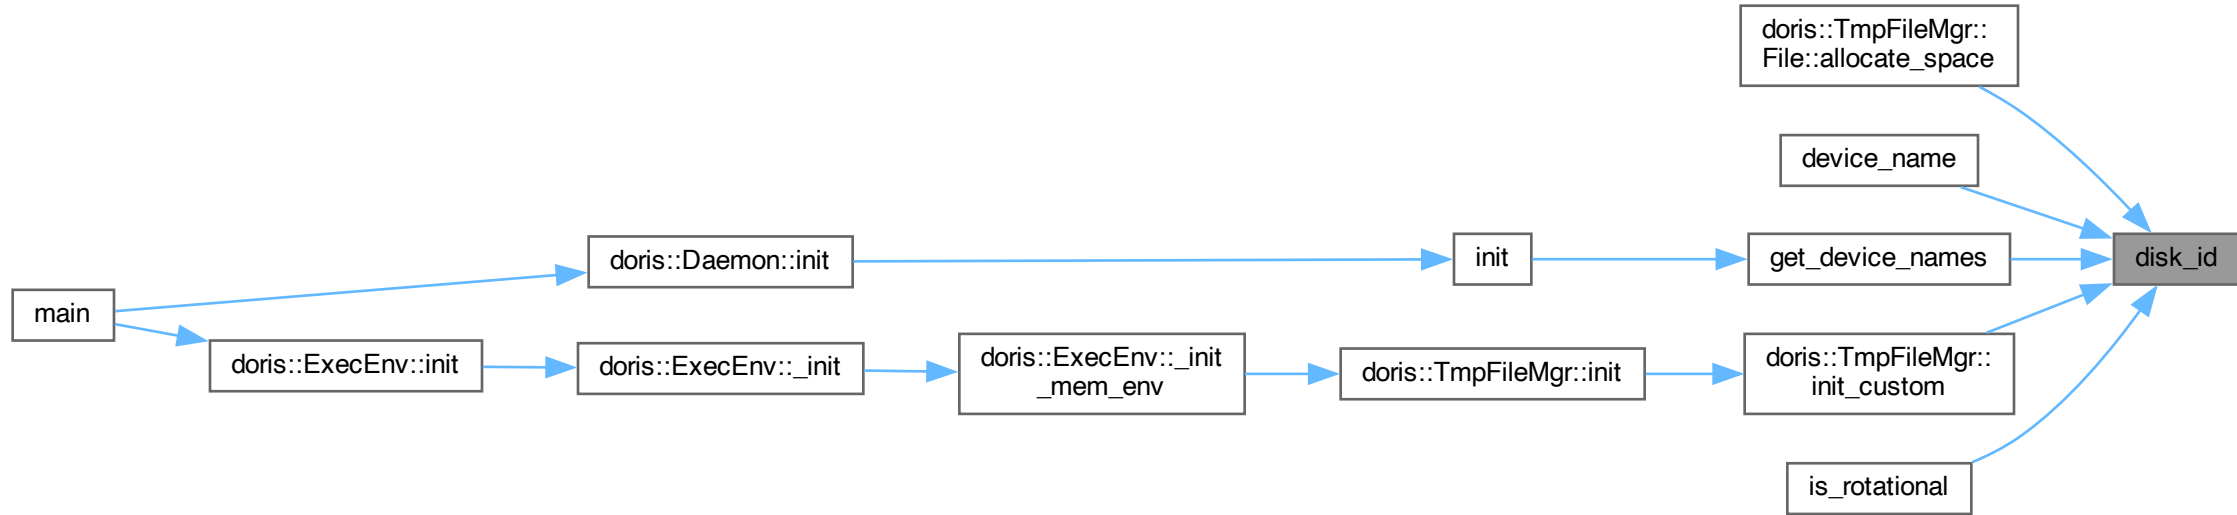 doris::TmpFileMgr::
File::allocate_space
device_name
get_device_names
disk_id
init
doris::Daemon::init
main
doris::ExecEnv::init
doris::ExecEnv::_init
doris::ExecEnv::_init
_mem_env
doris::TmpFileMgr::init
doris::TmpFileMgr::
init_custom
is_rotational